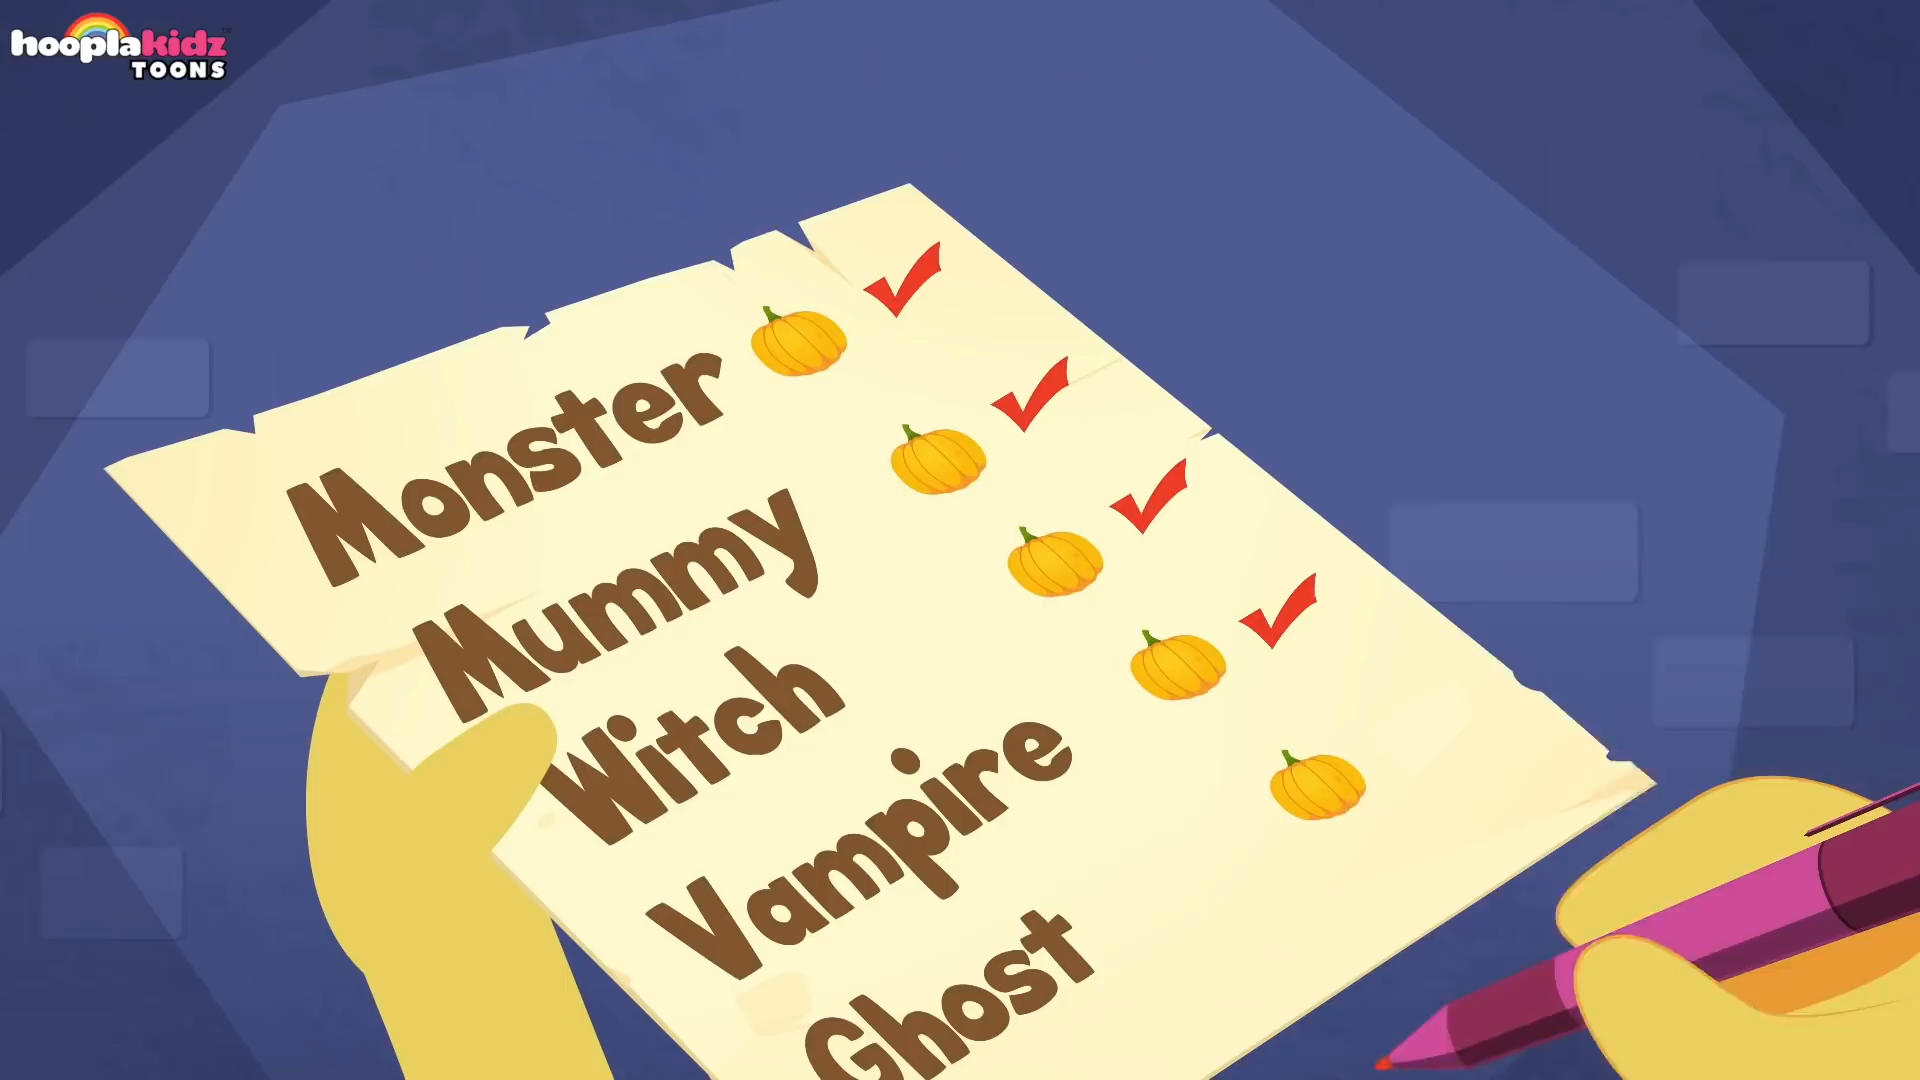 hooplakidz
TOONS
Monster
Mummy
Witch
Vampire
Ghost